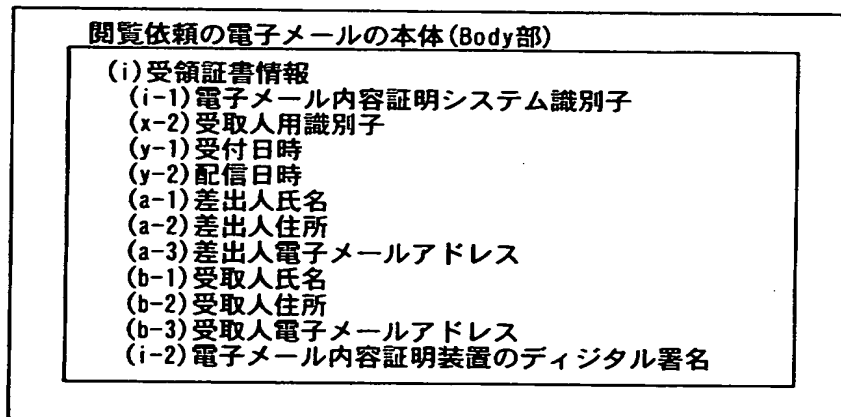 閲覧依頼の電子メールの本体(Body部)
(i)受領証書情報
(i-1)電子メール内容証明システム識別子
(x-2)受取人用識別子
(y-1)受付日時
(y-2)配信日時
(a-1)差出人氏名
(a-2)差出人住所
(a-3)差出人電子メールアドレス
(b-1)受取人氏名
(b-2)受取人住所
(b-3)受取人電子メールアドレス
(i-2)電子メール内容証明装置のディジタル署名